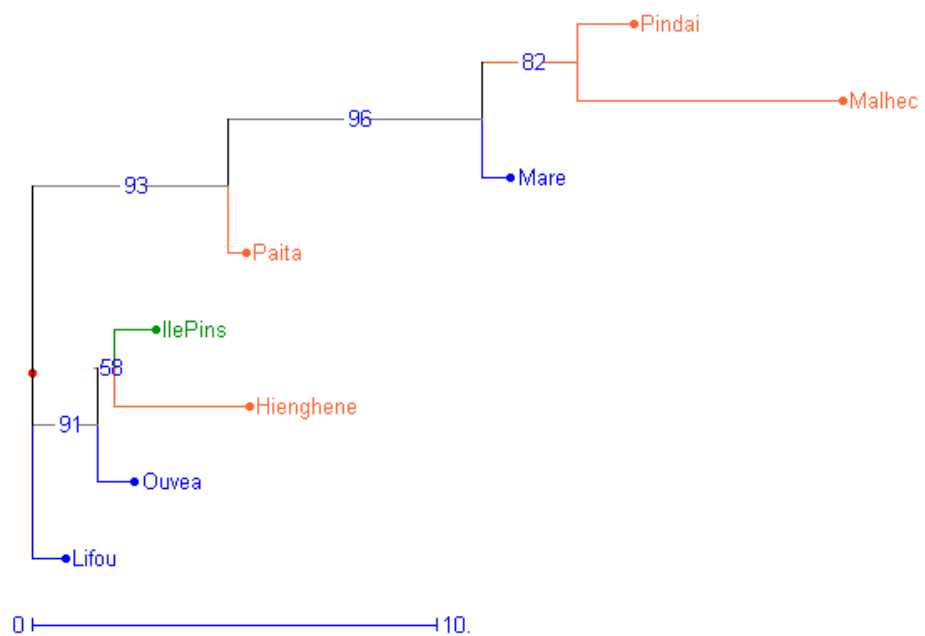 Pindai
82
Malhec
96
Mare
93
Paita
IlePins
58
Hienghene
91
Ouvea
Lifou
0 10.